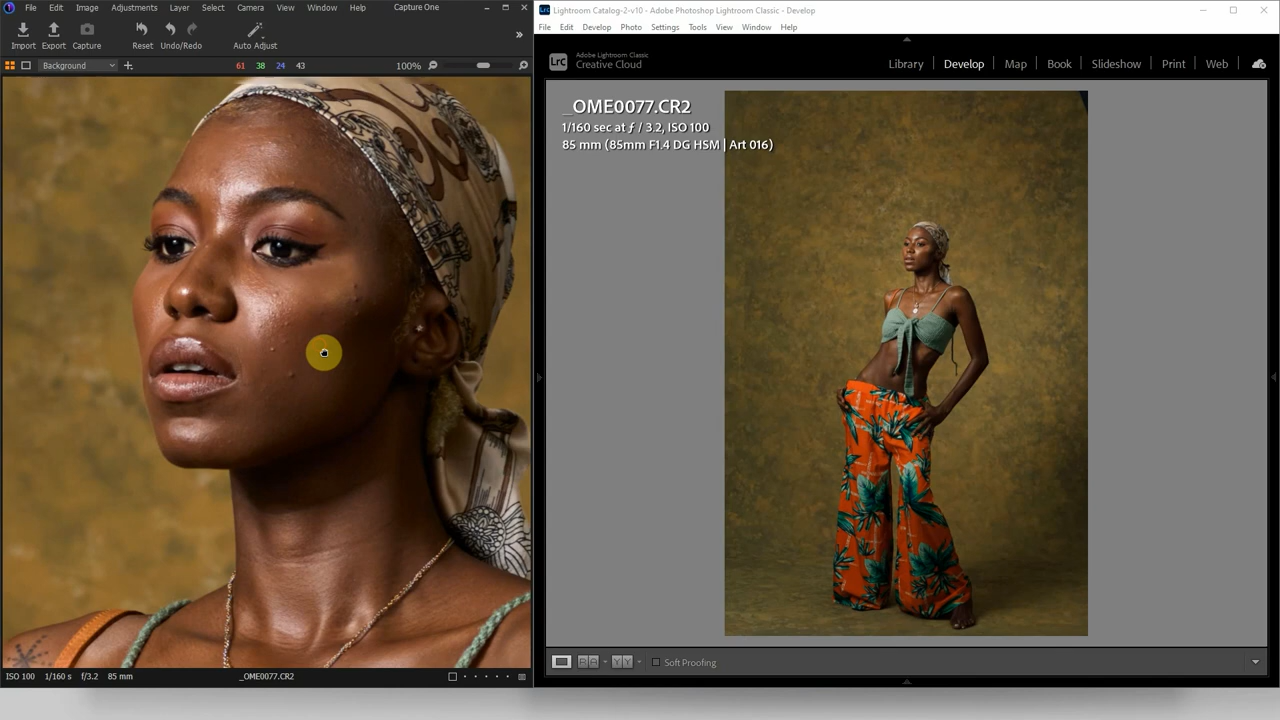 File Edit Image Adjustments Layer Select Camera View Window Help Capture One
Import Export Capture Reset Undo/Redo Auto Adjust
Background 61 38 24 43 100%
ISO 100 1/160 s f/3.2 85 mm _OME0077.CR2
Lrc Lightroom Catalog-2-v10 - Adobe Photoshop Lightroom Classic - Develop
File Edit Develop Photo Settings Tools View Window Help
LrC
Adobe Lightroom Classic
Creative Cloud
Library | Develop | Map | Book | Slideshow | Print | Web
_OME0077.CR2
1/160 sec at ƒ / 3.2, ISO 100
85 mm (85mm F1.4 DG HSM | Art 016)
Soft Proofing